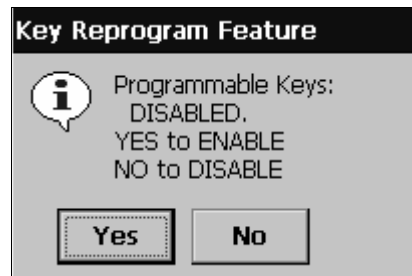 Key Reprogram Feature
Programmable Keys:
DISABLED.
YES to ENABLE
NO to DISABLE
Yes No